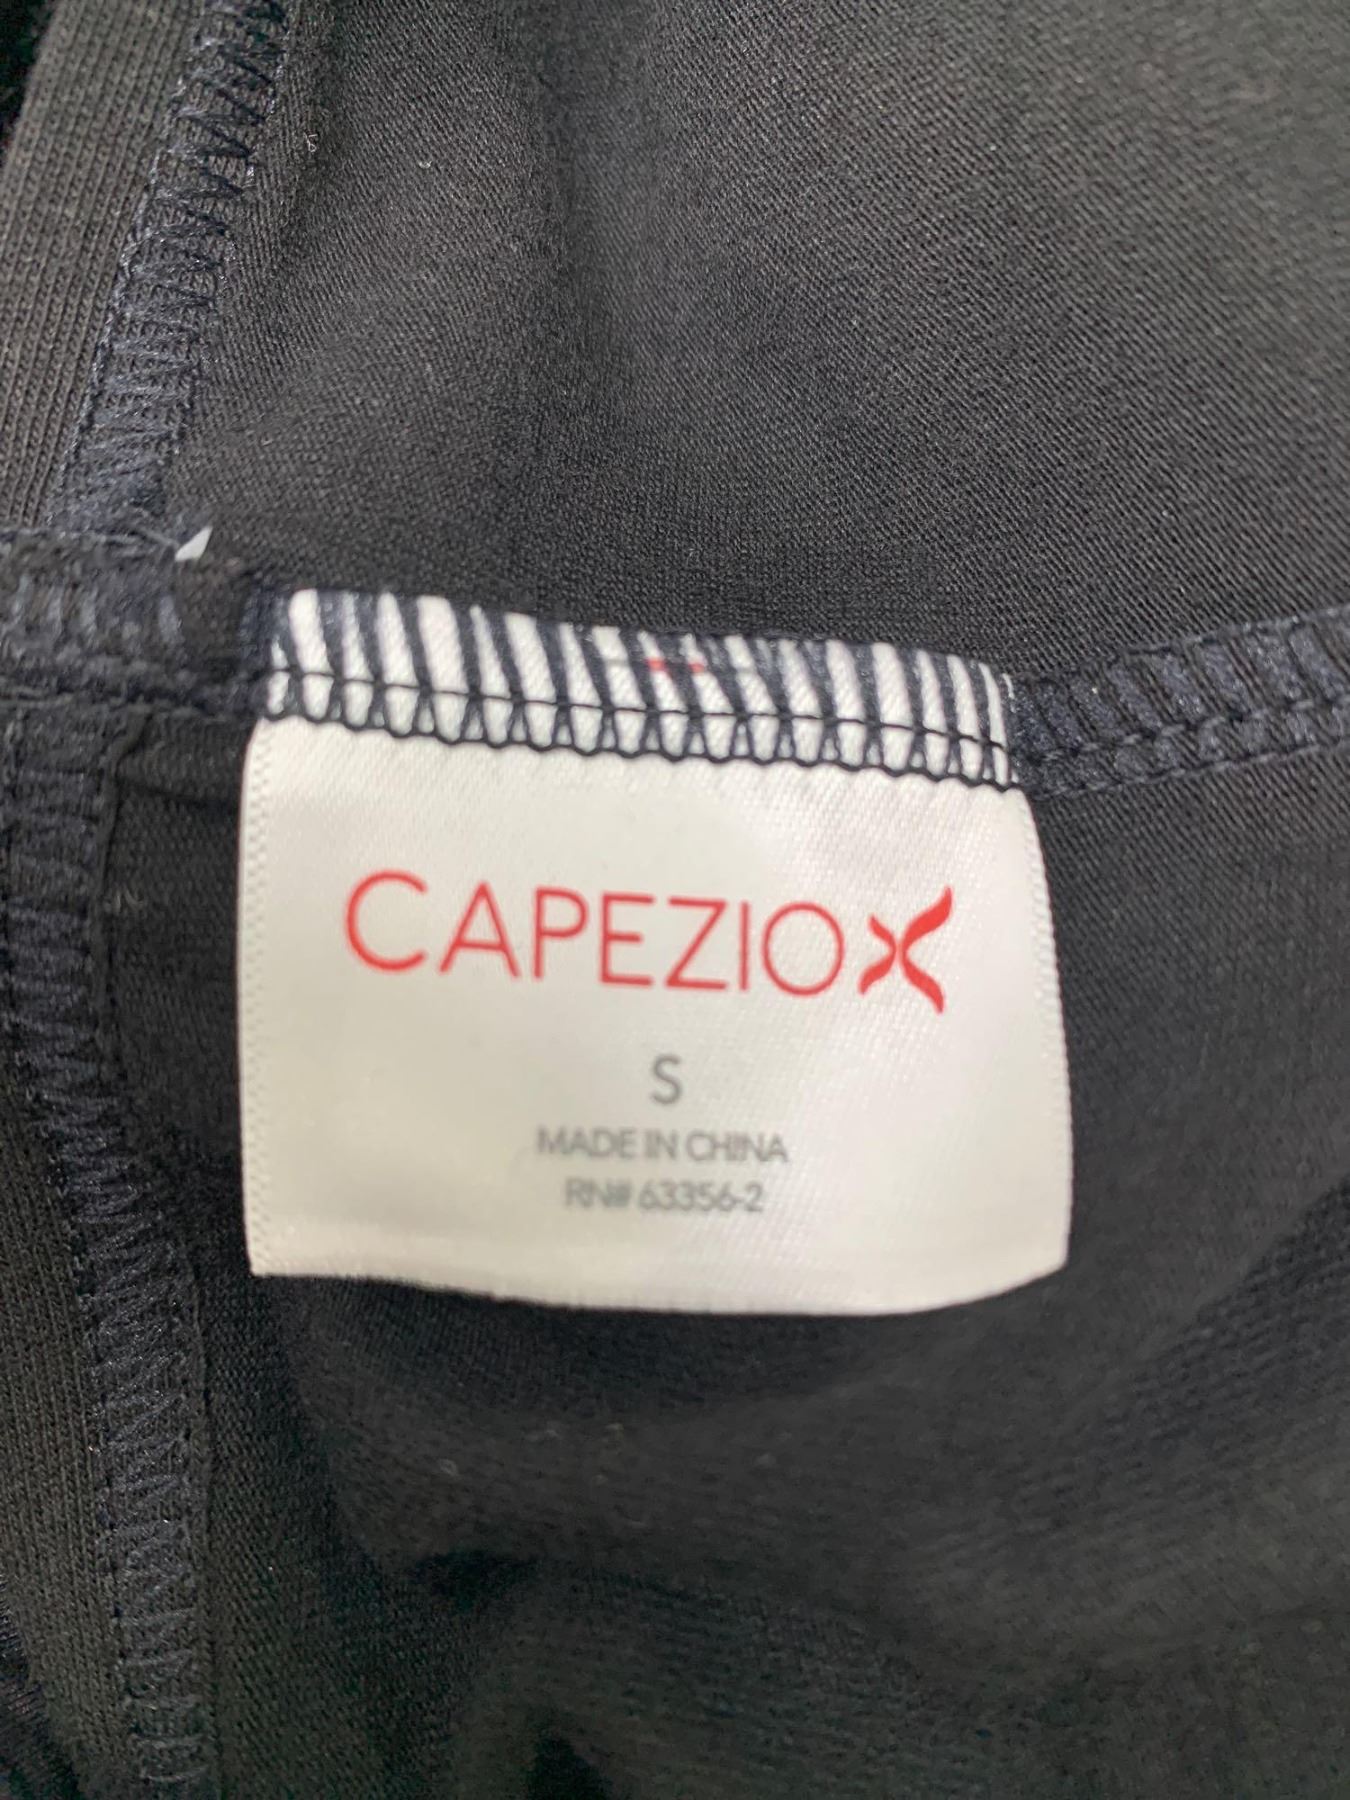 CAPEZIO
S
MADE IN CHINA
RN# 63356-2